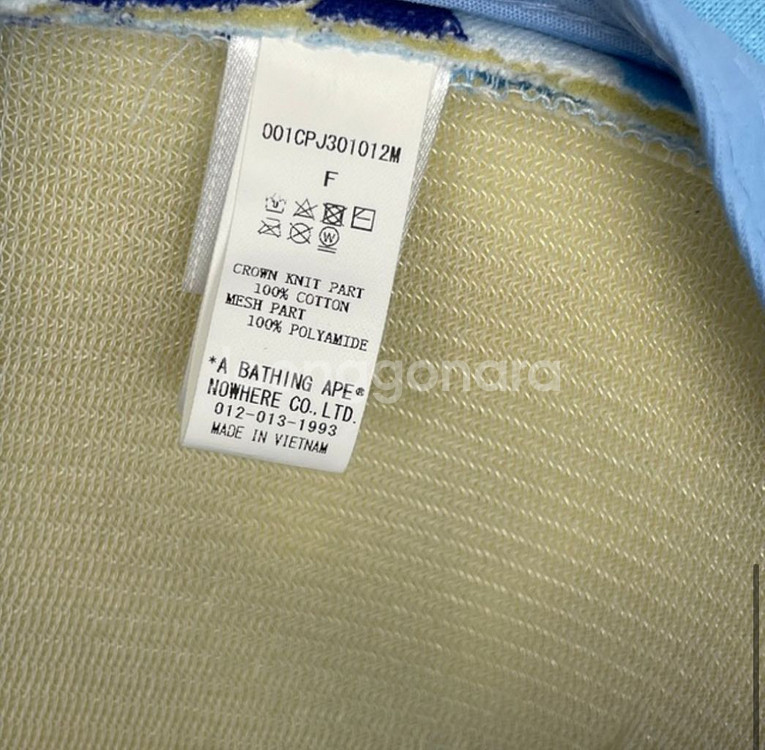 001CPJ301012M
F
W
CROWN KNIT PART
100% COTTON
MESH PART
100% POLYAMIDE
*A BATHING APE®
NOWHERE CO.,LTD.
012-013-1993
MADE IN VIETNAM